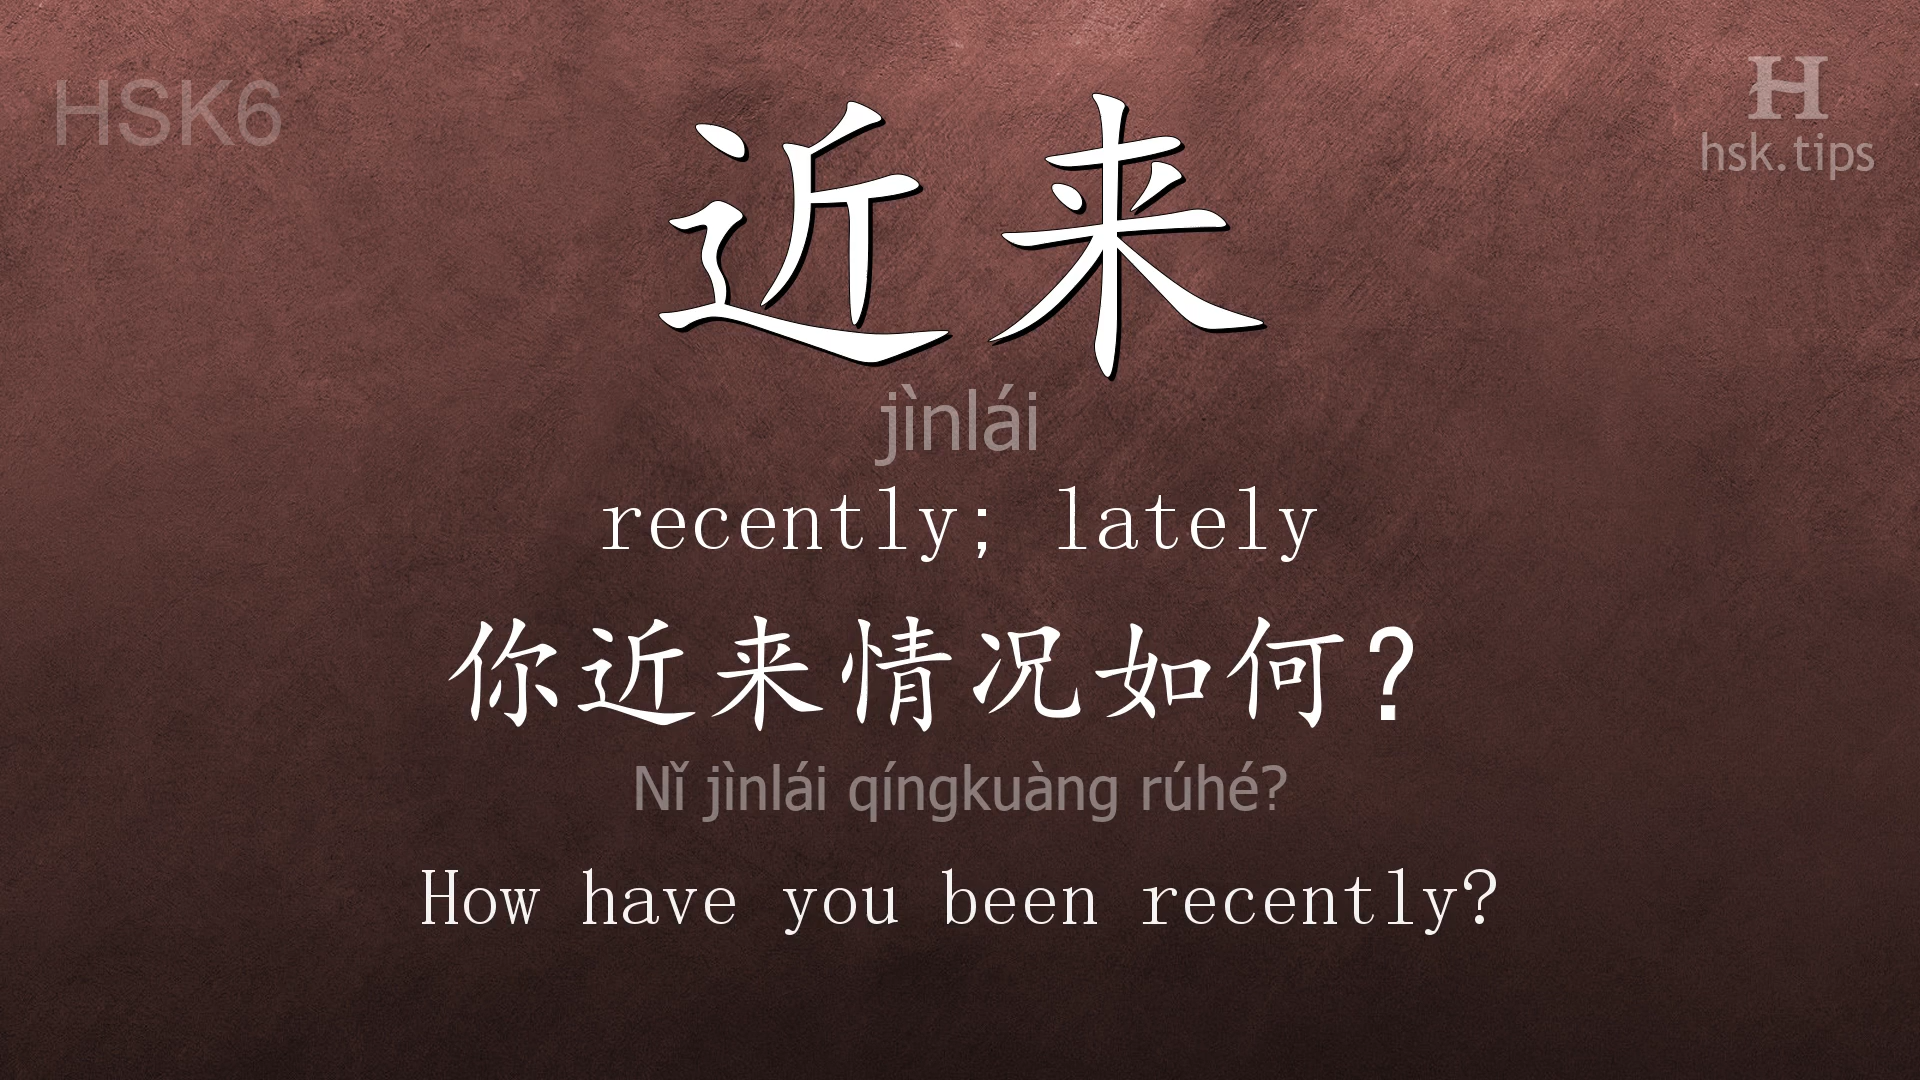 HSK6
H
hsk.tips
近来
jìnlái
recently; lately
你近来情况如何？
Nǐ jìnlái qíngkuàng rúhé?
How have you been recently?